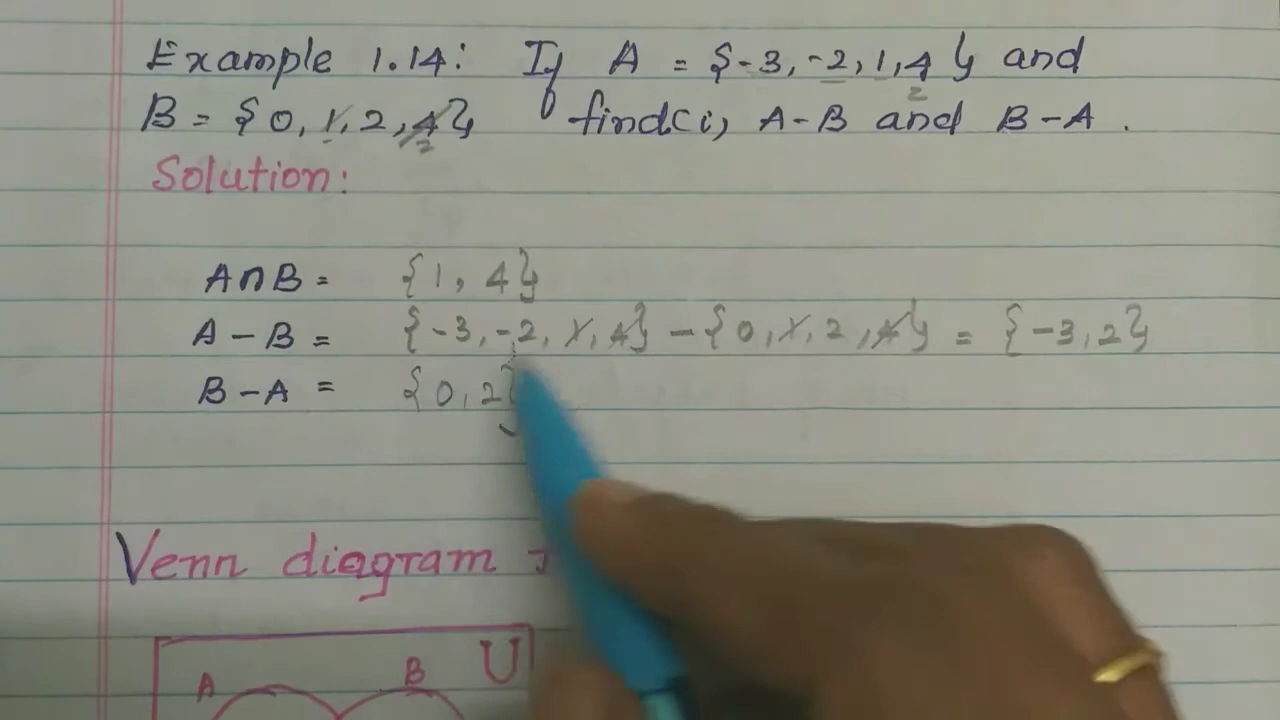 Example 1.14: If A = {-3, -2, 1, 4} and
B = {0, 1, 2, 4} find (i) A-B and B-A.
Solution:
A∩B = {1, 4}
A-B = {-3, -2, 1, 4} - {0, 1, 2, 4} = {-3, 2}
B-A = {0, 2}
Venn diagram :
U
A B